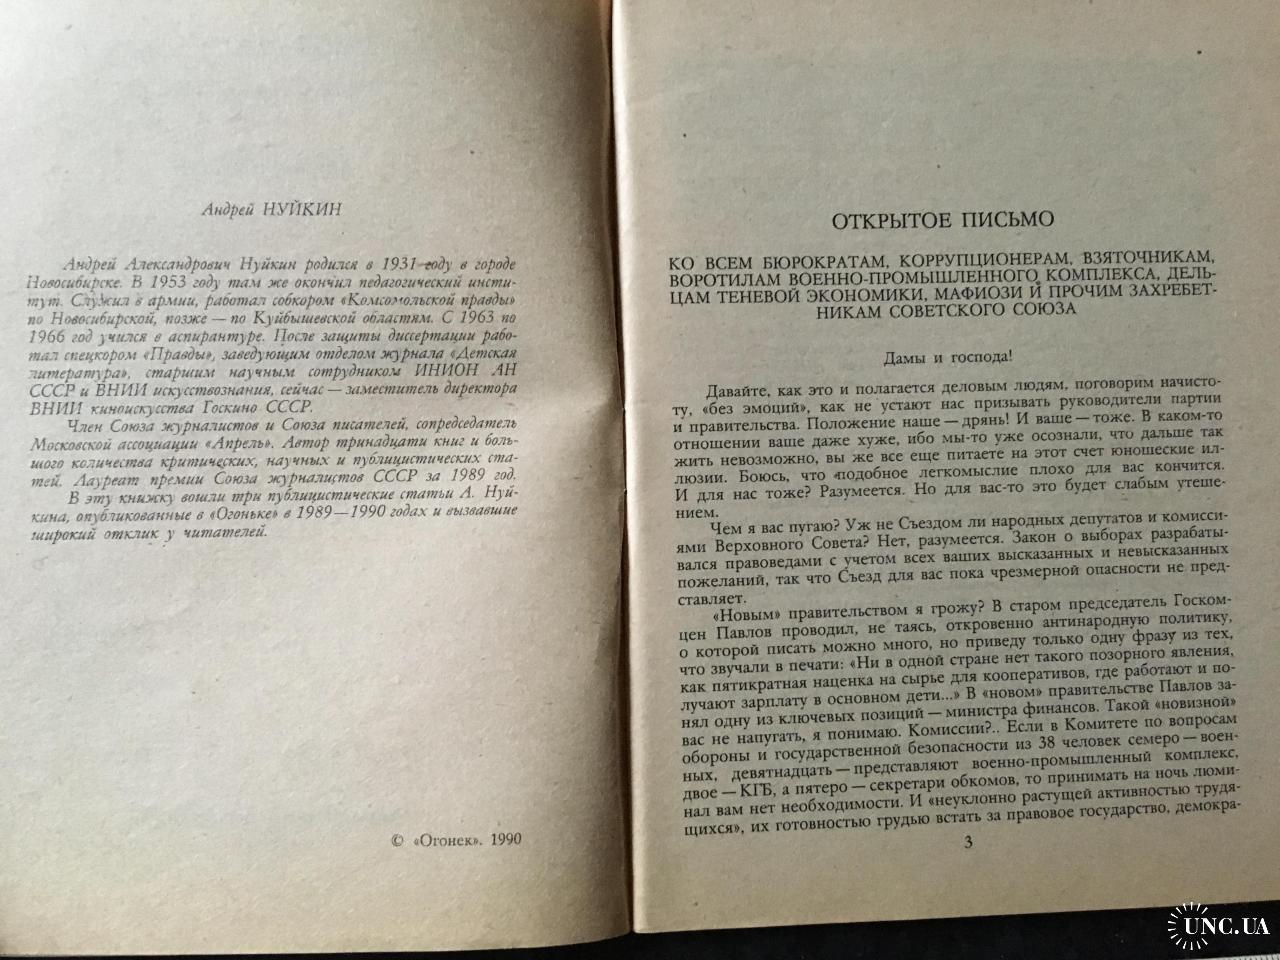 Андрей НУЙКИН
Андрей Александрович Нуйкин родился в 1931 году в городе
Новосибирске. В 1953 году там же окончил педагогический инсти-
тут. Служил в армии, работал собкором «Комсомольской правды»
по Новосибирской, позже — по Куйбышевской областям. С 1963 по
1966 год учился в аспирантуре. После защиты диссертации рабо-
тал спецкором «Правды», заведующим отделом журнала «Детская
литература», старшим научным сотрудником ИНИОН АН
СССР и ВНИИ искусствознания, сейчас — заместитель директора
ВНИИ киноискусства Госкино СССР.
Член Союза журналистов и Союза писателей, сопредседатель
Московской ассоциации «Апрель». Автор тринадцати книг и боль-
шого количества критических, научных и публицистических ста-
тей. Лауреат премии Союза журналистов СССР за 1989 год.
В эту книжку вошли три публицистические статьи А. Нуй-
кина, опубликованные в «Огоньке» в 1989—1990 годах и вызвавшие
широкий отклик у читателей.
© «Огонек». 1990
ОТКРЫТОЕ ПИСЬМО
КО ВСЕМ БЮРОКРАТАМ, КОРРУПЦИОНЕРАМ, ВЗЯТОЧНИКАМ,
ВОРОТИЛАМ ВОЕННО-ПРОМЫШЛЕННОГО КОМПЛЕКСА, ДЕЛЬ-
ЦАМ ТЕНЕВОЙ ЭКОНОМИКИ, МАФИОЗИ И ПРОЧИМ ЗАХРЕБЕТ-
НИКАМ СОВЕТСКОГО СОЮЗА
Дамы и господа!
Давайте, как это и полагается деловым людям, поговорим начисто-
ту, «без эмоций», как не устают нас призывать руководители партии
и правительства. Положение наше — дрянь! И ваше — тоже. В каком-то
отношении ваше даже хуже, ибо мы-то уже осознали, что дальше так
жить невозможно, вы же все еще питаете на этот счет юношеские ил-
люзии. Боюсь, что подобное легкомыслие плохо для вас кончится.
И для нас тоже? Разумеется. Но для вас-то это будет слабым утеше-
нием.
Чем я вас пугаю? Уж не Съездом ли народных депутатов и комисси-
ями Верховного Совета? Нет, разумеется. Закон о выборах разрабаты-
вался правоведами с учетом всех ваших высказанных и невысказанных
пожеланий, так что Съезд для вас пока чрезмерной опасности не пред-
ставляет.
«Новым» правительством я грожу? В старом председатель Госком-
цен Павлов проводил, не таясь, откровенно антинародную политику,
о которой писать можно много, но приведу только одну фразу из тех,
что звучали в печати: «Ни в одной стране нет такого позорного явления,
как пятикратная наценка на сырье для кооперативов, где работают и по-
лучают зарплату в основном дети...» В «новом» правительстве Павлов за-
нял одну из ключевых позиций — министра финансов. Такой «новизной»
вас не напугать, я понимаю. Комиссии?.. Если в Комитете по вопросам
обороны и государственной безопасности из 38 человек семеро — воен-
ных, девятнадцать — представляют военно-промышленный комплекс,
двое — КГБ, а пятеро — секретари обкомов, то принимать на ночь люми-
нал вам нет необходимости. И «неуклонно растущей активностью трудя-
щихся», их готовностью грудью встать за правовое государство, демокра-
3
UNC.UA